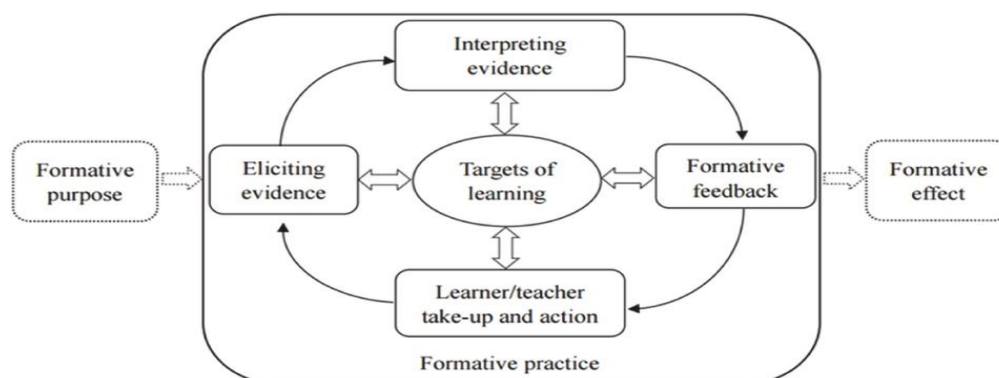 Interpreting
evidence
Formative
purpose
Eliciting
evidence
Targets
of learning
Formative
feedback
Formative
effect
Learner/teacher
take-up and action
Formative practice